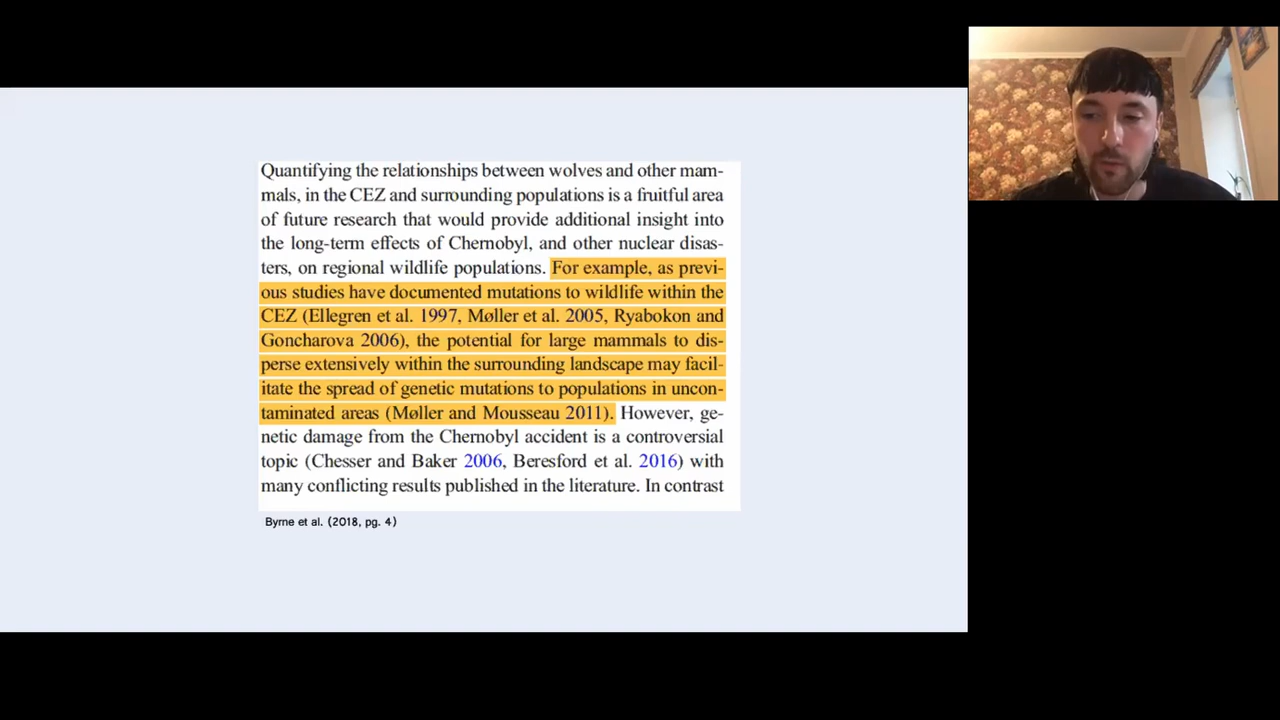 Quantifying the relationships between wolves and other mam-
mals, in the CEZ and surrounding populations is a fruitful area
of future research that would provide additional insight into
the long-term effects of Chernobyl, and other nuclear disas-
ters, on regional wildlife populations. For example, as previ-
ous studies have documented mutations to wildlife within the
CEZ (Ellegren et al. 1997, Møller et al. 2005, Ryabokon and
Goncharova 2006), the potential for large mammals to dis-
perse extensively within the surrounding landscape may facil-
itate the spread of genetic mutations to populations in uncon-
taminated areas (Møller and Mousseau 2011). However, ge-
netic damage from the Chernobyl accident is a controversial
topic (Chesser and Baker 2006, Beresford et al. 2016) with
many conflicting results published in the literature. In contrast
Byrne et al. (2018, pg. 4)